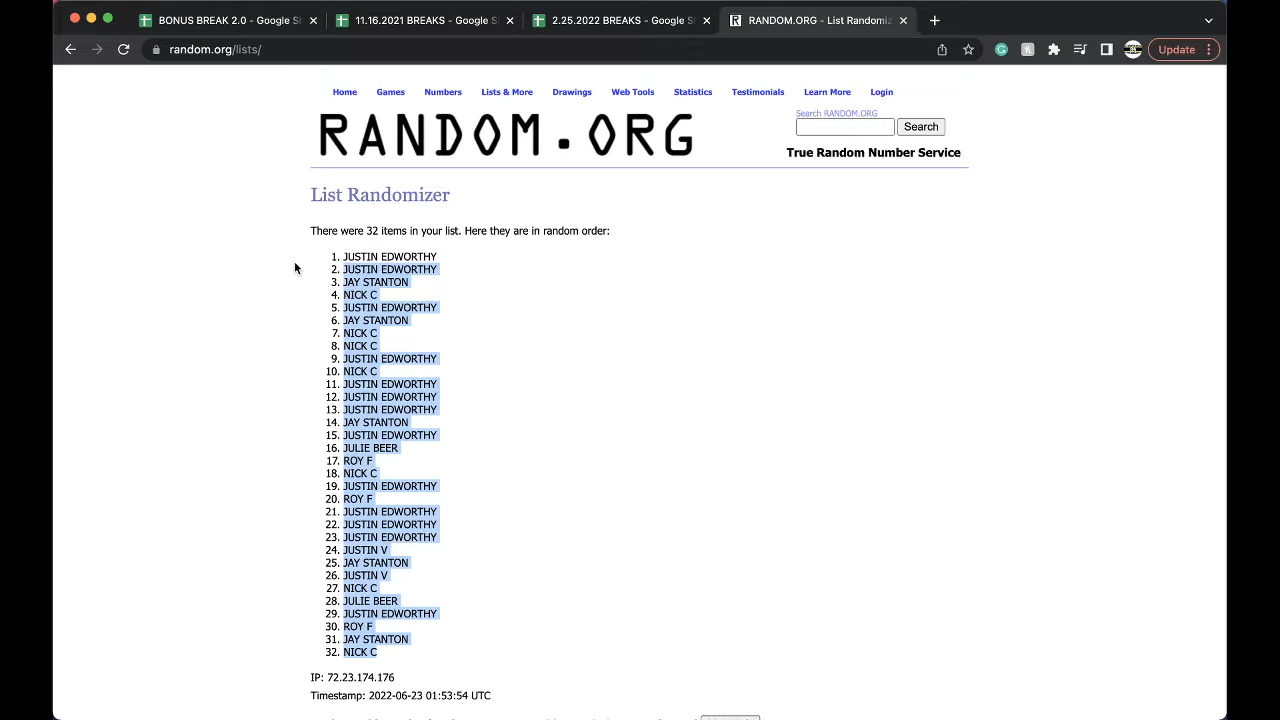 BONUS BREAK 2.0 - Google Sh
11.16.2021 BREAKS - Google S
2.25.2022 BREAKS - Google Sh
RANDOM.ORG - List Randomiz
random.org/lists/
Update
Home Games Numbers Lists & More Drawings Web Tools Statistics Testimonials Learn More Login
RANDOM.ORG
Search RANDOM.ORG
Search
True Random Number Service
List Randomizer
There were 32 items in your list. Here they are in random order:
1. JUSTIN EDWORTHY
2. JUSTIN EDWORTHY
3. JAY STANTON
4. NICK C
5. JUSTIN EDWORTHY
6. JAY STANTON
7. NICK C
8. NICK C
9. JUSTIN EDWORTHY
10. NICK C
11. JUSTIN EDWORTHY
12. JUSTIN EDWORTHY
13. JUSTIN EDWORTHY
14. JAY STANTON
15. JUSTIN EDWORTHY
16. JULIE BEER
17. ROY F
18. NICK C
19. JUSTIN EDWORTHY
20. ROY F
21. JUSTIN EDWORTHY
22. JUSTIN EDWORTHY
23. JUSTIN EDWORTHY
24. JUSTIN V
25. JAY STANTON
26. JUSTIN V
27. NICK C
28. JULIE BEER
29. JUSTIN EDWORTHY
30. ROY F
31. JAY STANTON
32. NICK C
IP: 72.23.174.176
Timestamp: 2022-06-23 01:53:54 UTC